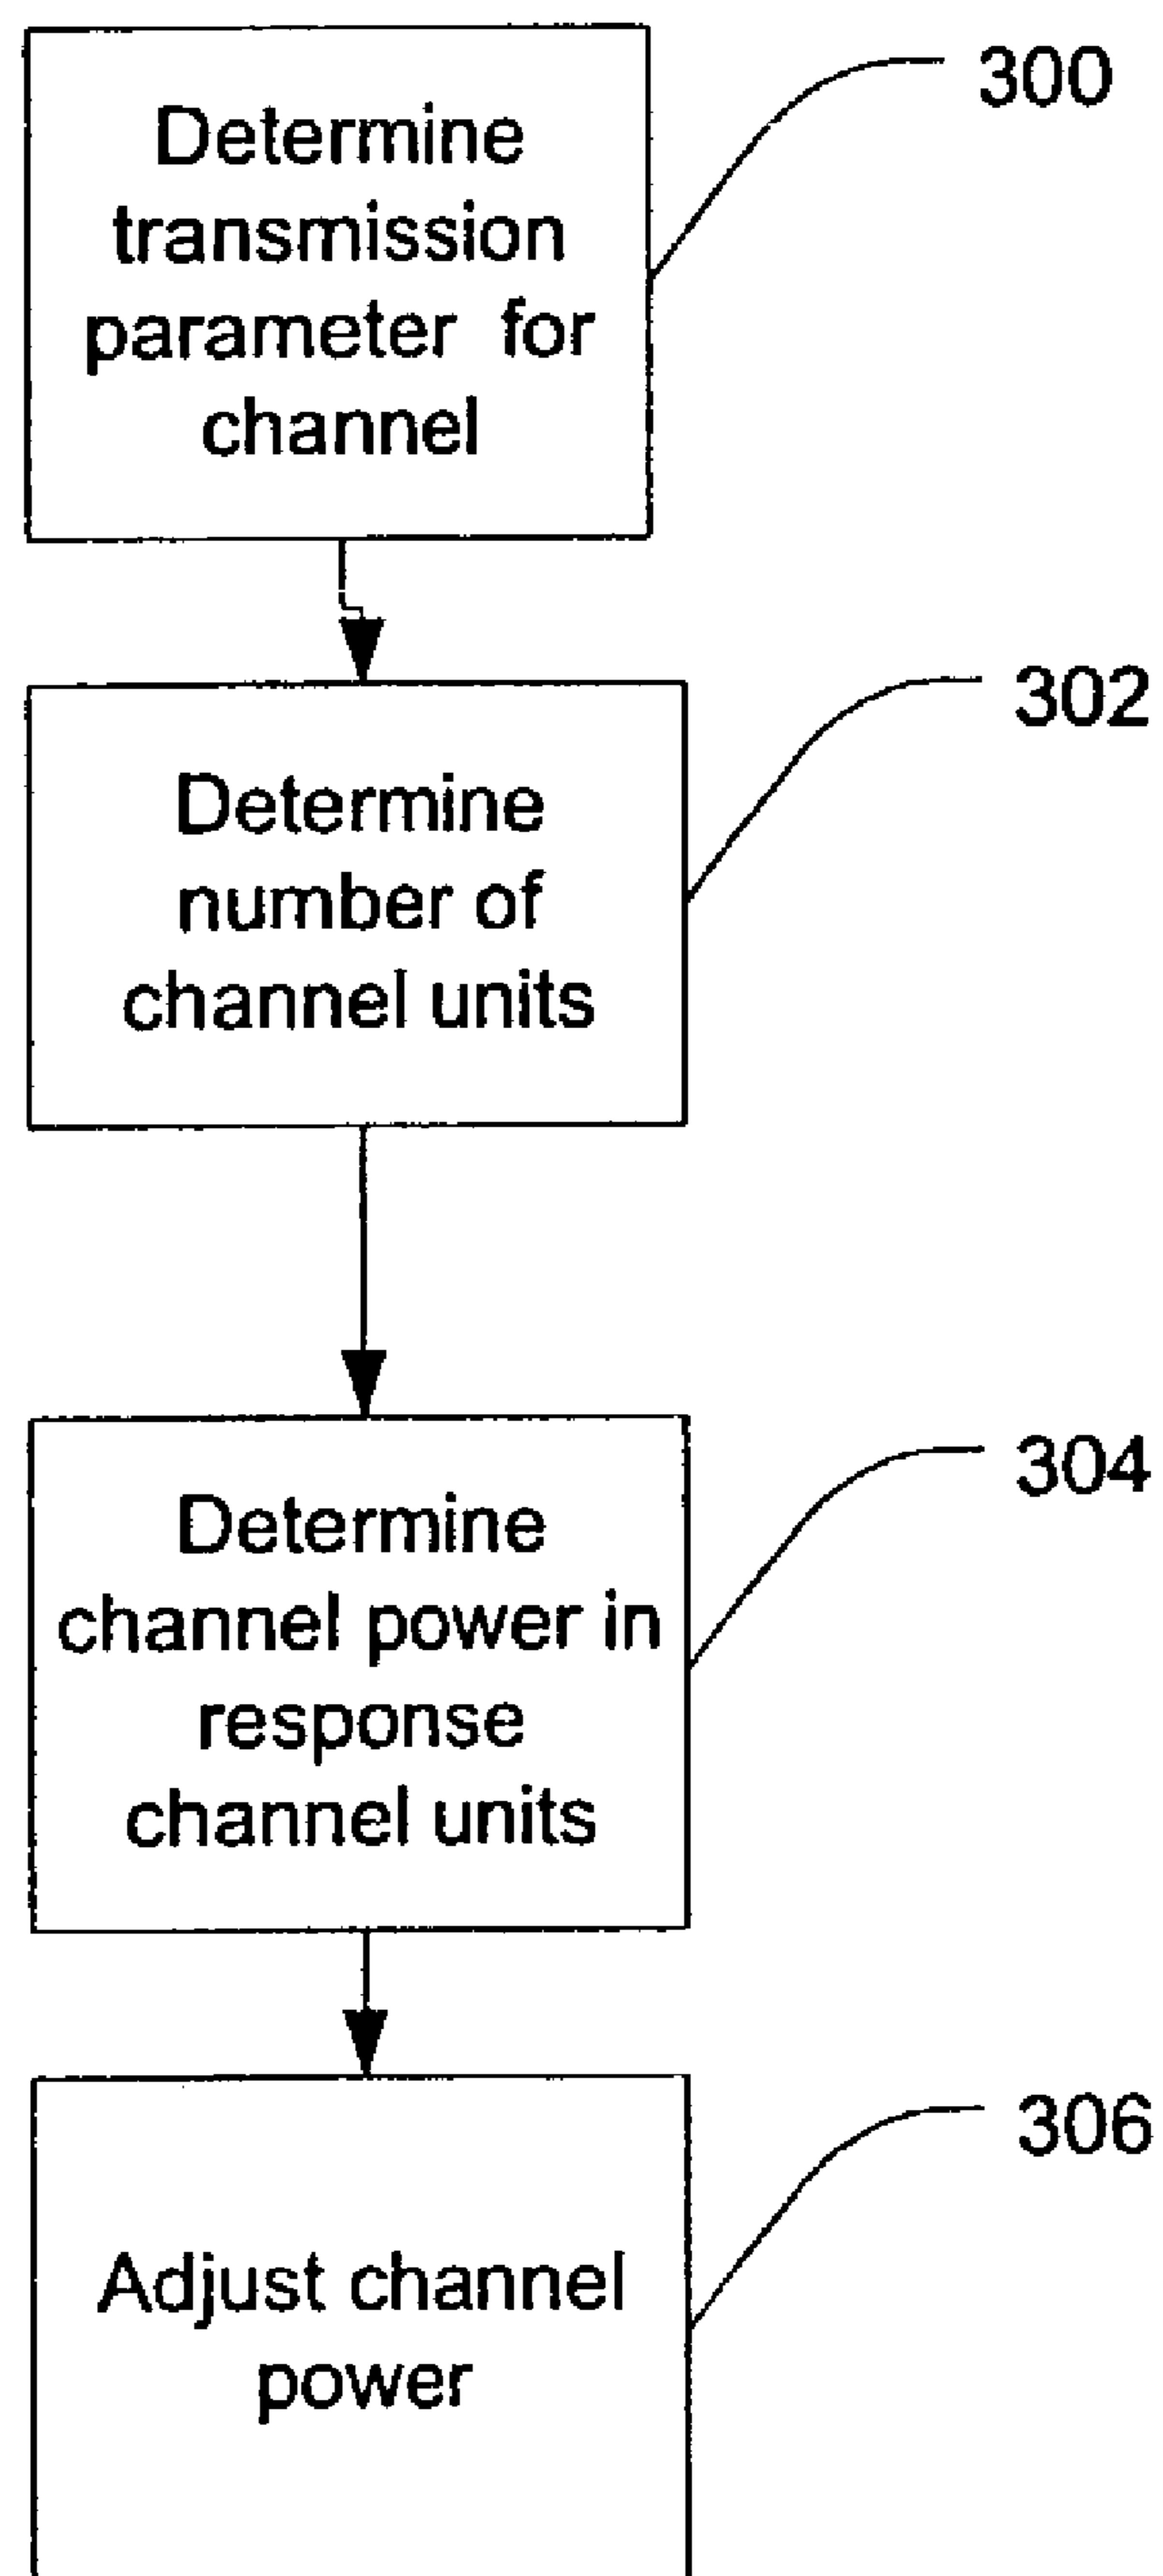 300
Determine
transmission
parameter for
channel
302
Determine
number of
channel units
304
Determine
channel power in
response
channel units
306
Adjust channel
power